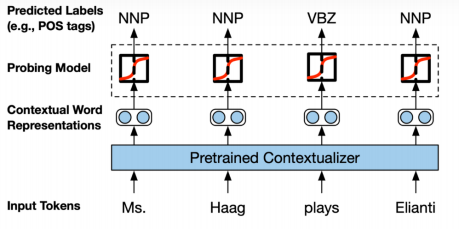 Predicted Labels
(e.g., POS tags)
NNP NNP VBZ NNP
Probing Model
Contextual Word
Representations
Pretrained Contextualizer
Input Tokens Ms. Haag plays Elianti